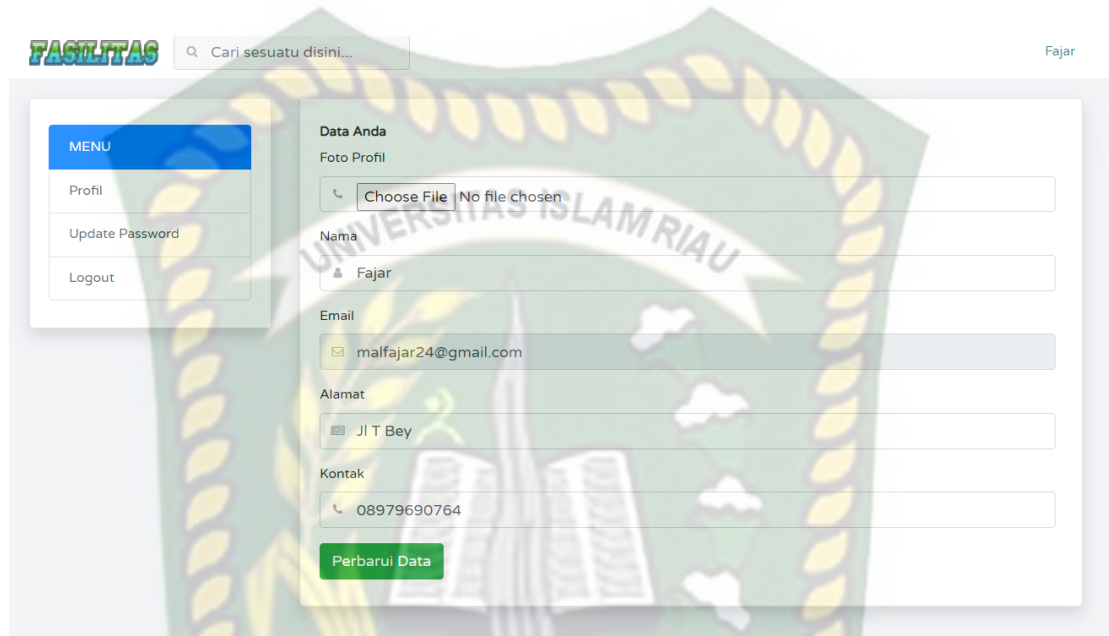 FASILITAS
Cari sesuatu disini...
Fajar
MENU
Profil
Update Password
Logout
Data Anda
Foto Profil
Choose File No file chosen
UNIVERSITAS ISLAM RIAU
Nama
Fajar
Email
malfajar24@gmail.com
Alamat
Jl T Bey
Kontak
08979690764
Perbarui Data